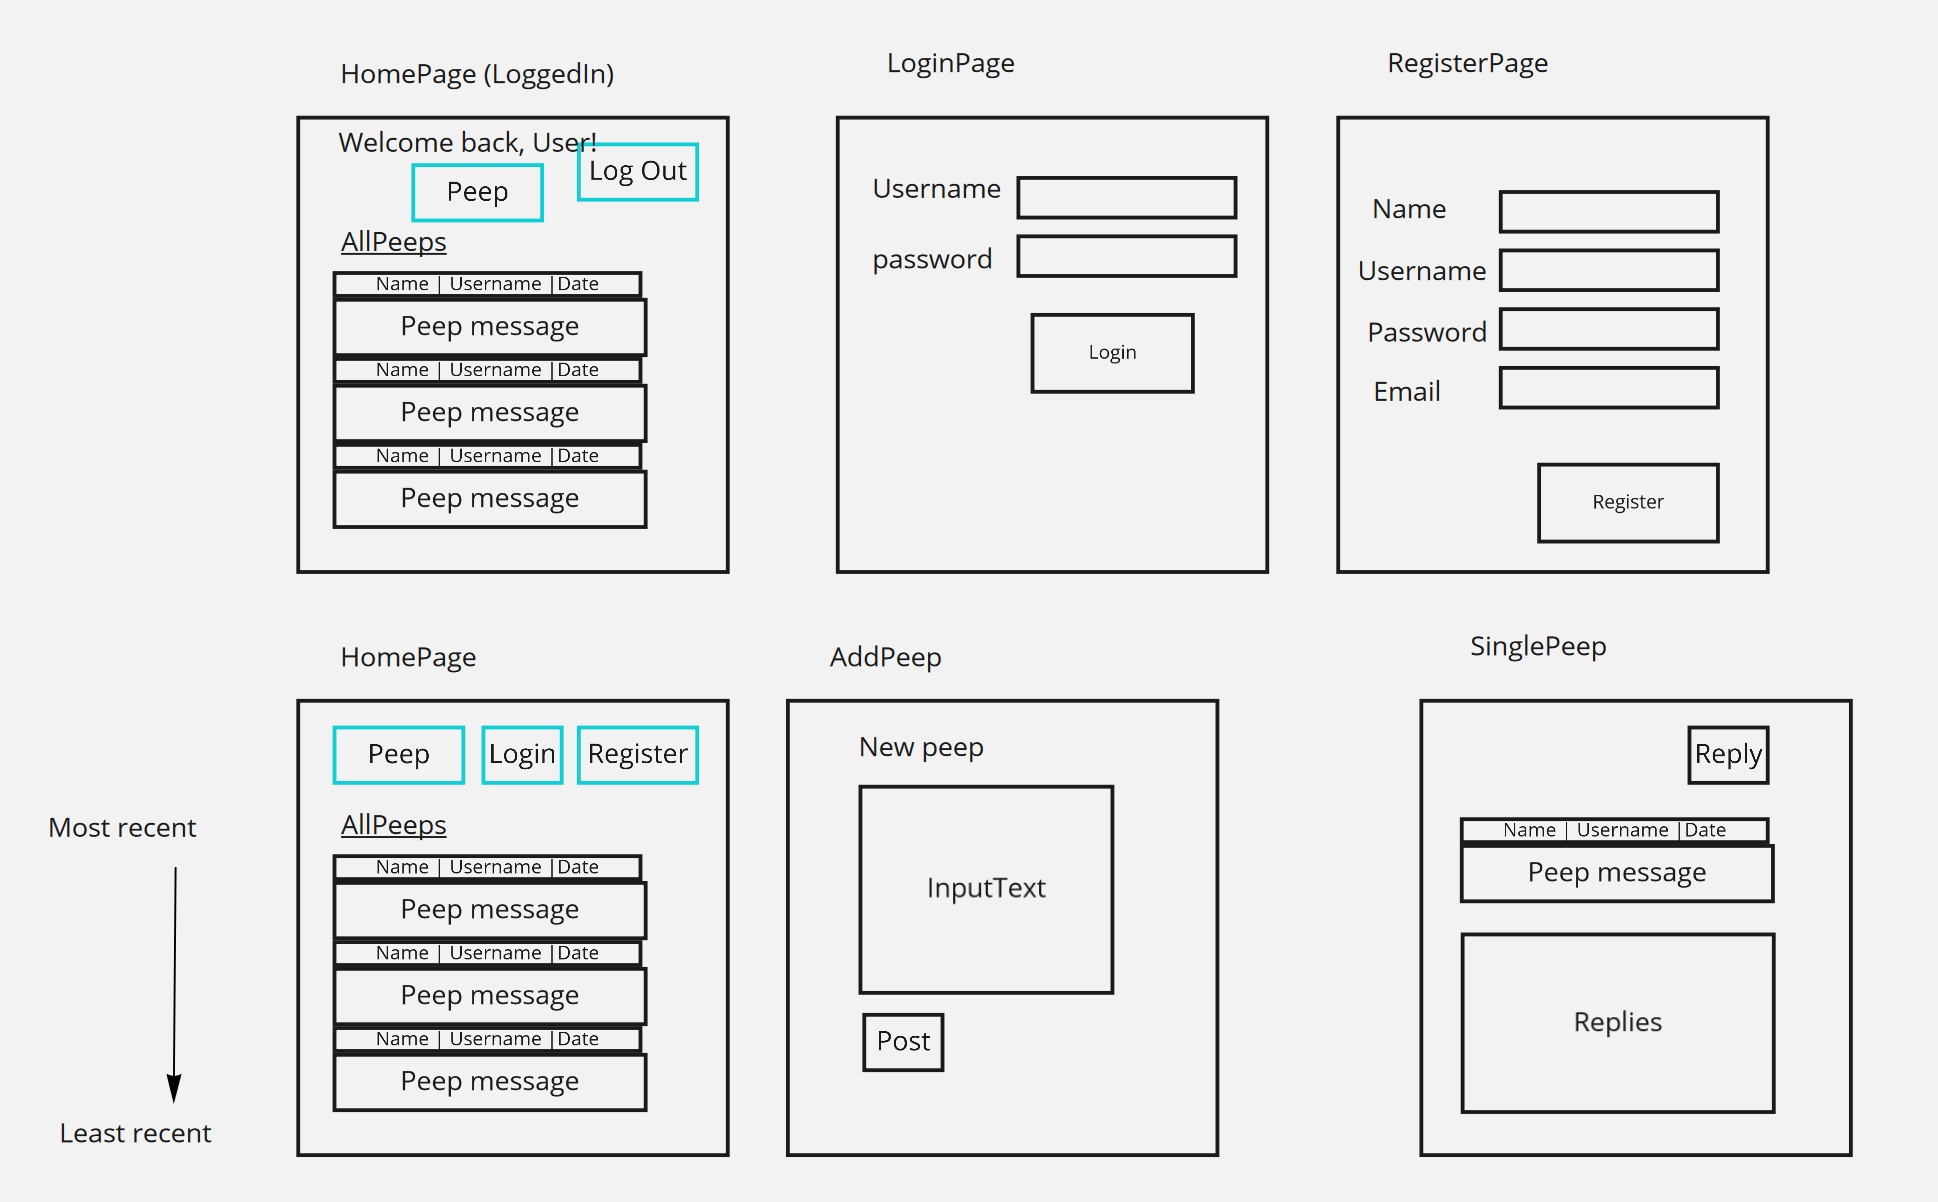 HomePage (LoggedIn)
Welcome back, User!
Log Out
Peep
AllPeeps
Name | Username |Date
Peep message
Name | Username |Date
Peep message
Name | Username |Date
Peep message
LoginPage
Username
password
Login
RegisterPage
Name
Username
Password
Email
Register
Most recent
Least recent
HomePage
Peep
Login
Register
AllPeeps
Name | Username |Date
Peep message
Name | Username |Date
Peep message
Name | Username |Date
Peep message
AddPeep
New peep
InputText
Post
SinglePeep
Reply
Name | Username |Date
Peep message
Replies